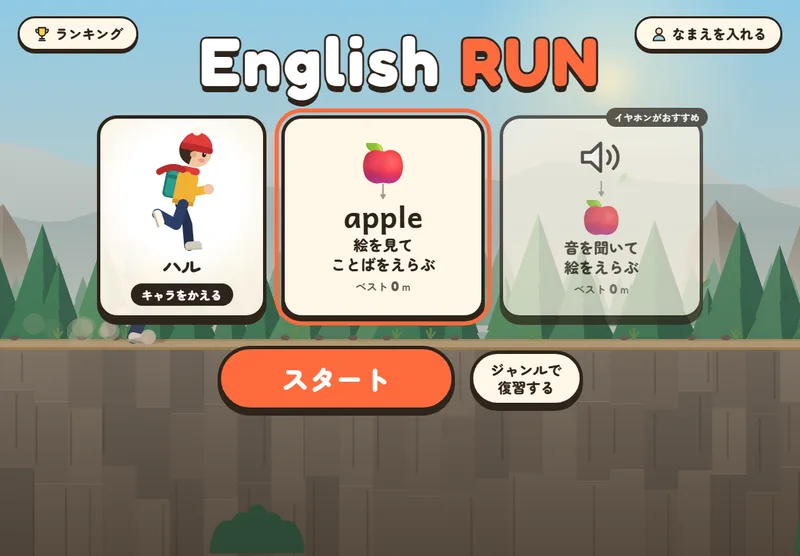 ランキング
English RUN
なまえを入れる
イヤホンがおすすめ
ハル
キャラをかえる
apple
絵を見て
ことばをえらぶ
ベスト 0 m
音を聞いて
絵をえらぶ
ベスト 0 m
スタート
ジャンルで
復習する